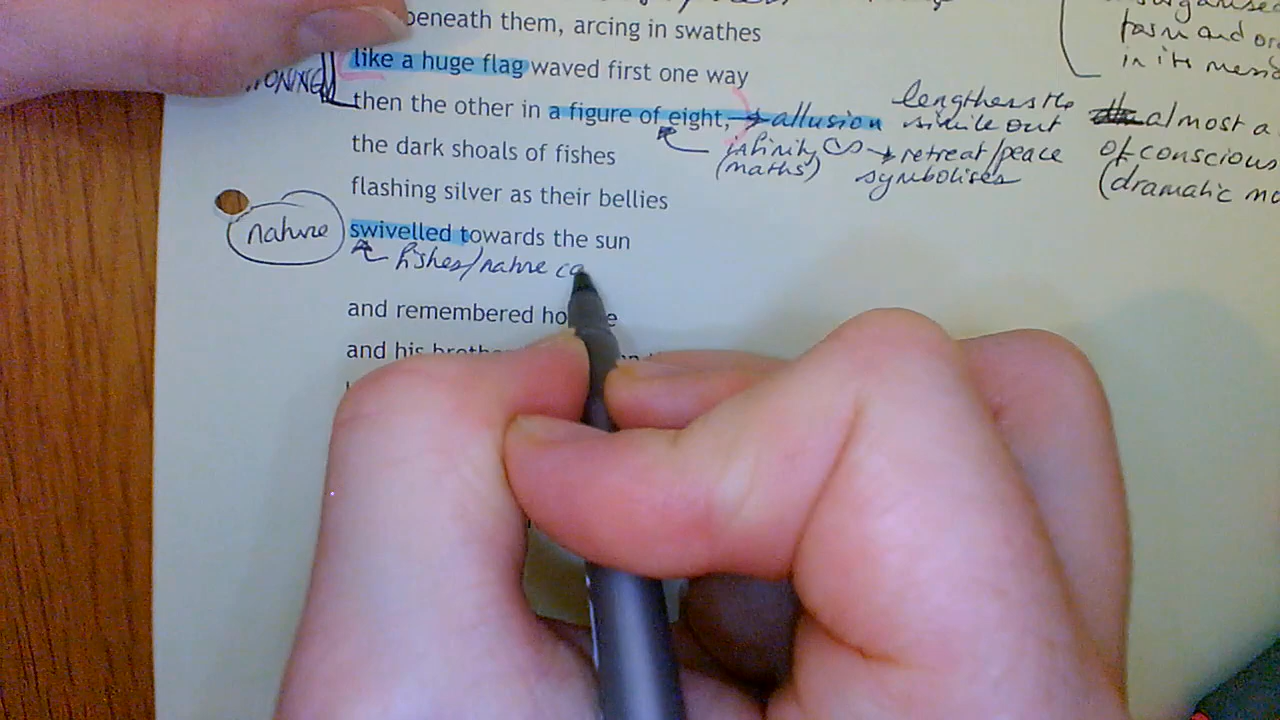 beneath them, arcing in swathes
like a huge flag waved first one way
then the other in a figure of eight, → allusion
lengthens the
simile out
almost a
infinity ∞ → retreat/peace
of conscious
(maths) symbolises
(dramatic mo
the dark shoals of fishes
flashing silver as their bellies
nature
swivelled towards the sun
fishes/nature ca
and remembered ho e
and his brothe
in its mess